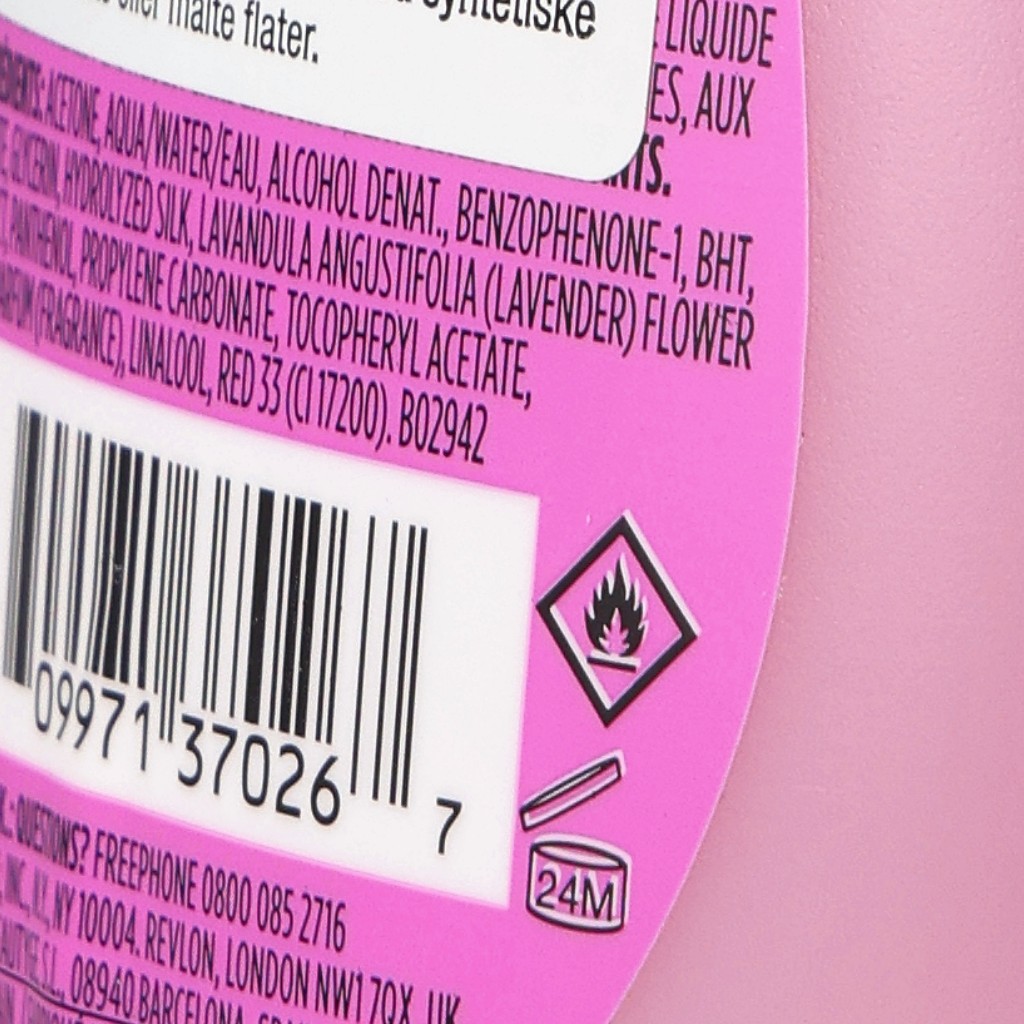 syntetiske
eller malte flater.
LIQUIDE
ES, AUX
TS.
ACETONE, AQUA/WATER/EAU, ALCOHOL DENAT., BENZOPHENONE-1, BHT,
GLYCERIN, HYDROLYZED SILK, LAVANDULA ANGUSTIFOLIA (LAVENDER) FLOWER
PANTHENOL, PROPYLENE CARBONATE, TOCOPHERYL ACETATE,
(FRAGRANCE), LINALOOL, RED 33 (CI 17200). B02942
09971 37026 7
24M
QUESTIONS? FREEPHONE 0800 085 2716
INC. NY, NY 10004. REVLON, LONDON NW1 7QX, UK
08940 BARCELONA,